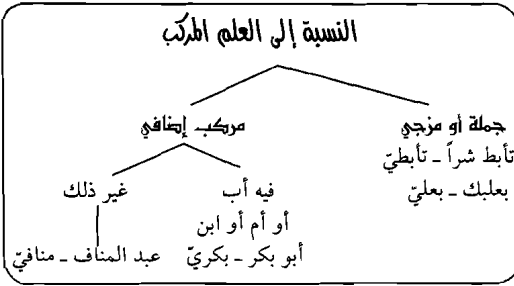 النسبة إلى العلم المركب
جملة أو مزجي
مركب إضافي
تأبط شراً ـ تأبطيّ
بعلبك ـ بعليّ
فيه أب
غير ذلك
أو أم أو ابن
أبو بكر ـ بكريّ
عبد المناف ـ منافيّ